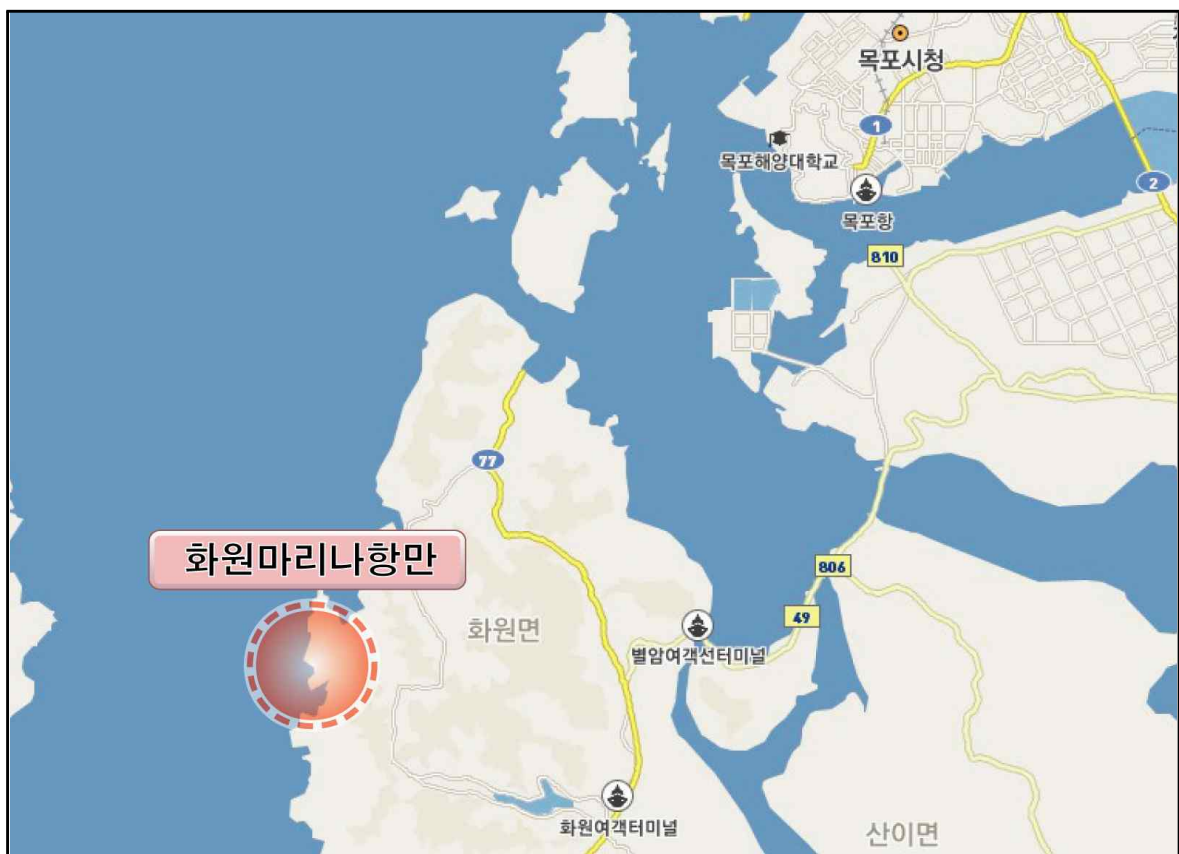 목포시청
1
목포해양대학교
2
목포항
810
77
화원마리나항만
806
49
화원면
별암여객선터미널
화원여객터미널
산이면